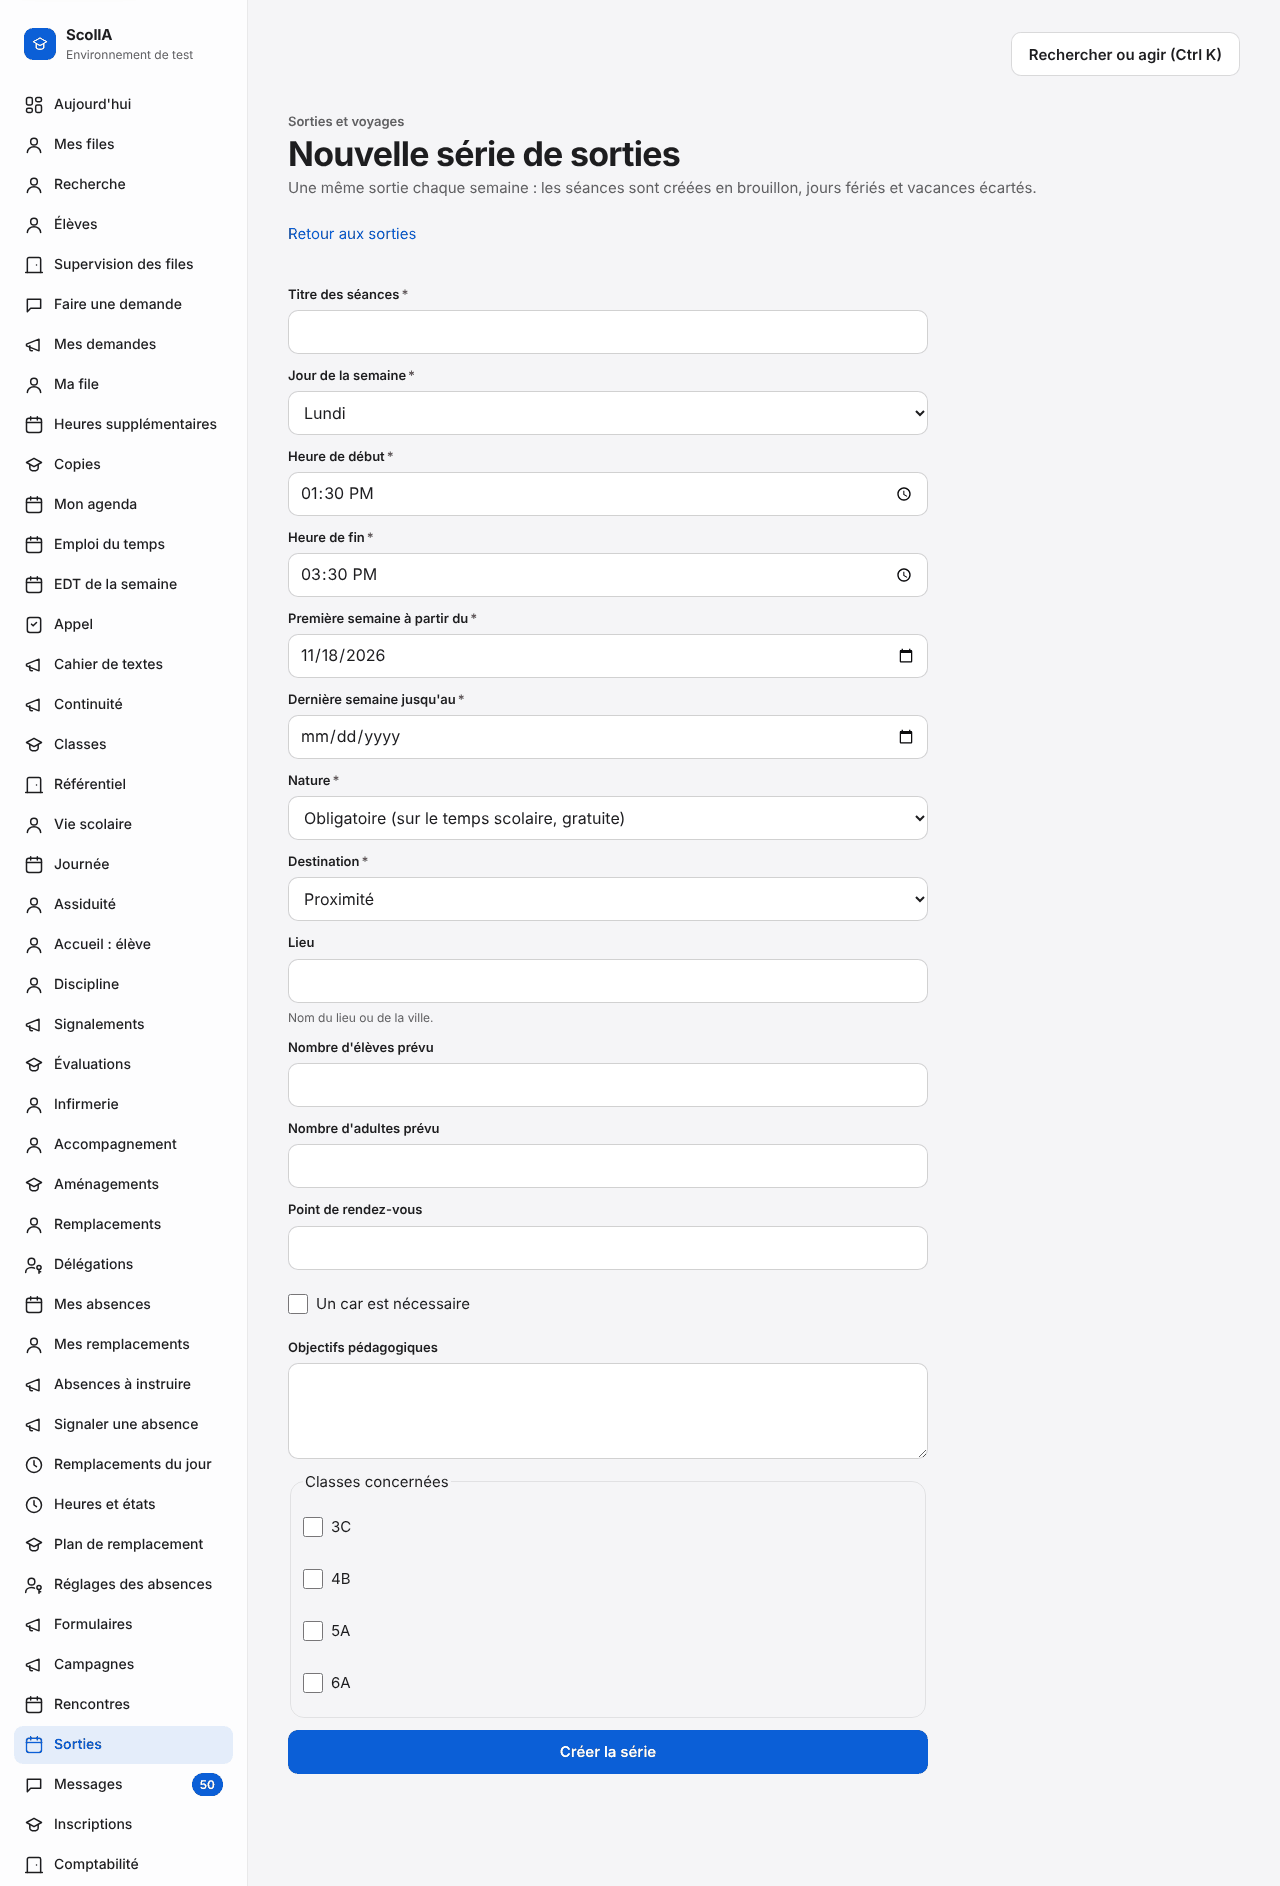 ScolIA
Environnement de test
Aujourd'hui
Mes files
Recherche
Élèves
Supervision des files
Faire une demande
Mes demandes
Ma file
Heures supplémentaires
Copies
Mon agenda
Emploi du temps
EDT de la semaine
Appel
Cahier de textes
Continuité
Classes
Référentiel
Vie scolaire
Journée
Assiduité
Accueil : élève
Discipline
Signalements
Évaluations
Infirmerie
Accompagnement
Aménagements
Remplacements
Délégations
Mes absences
Mes remplacements
Absences à instruire
Signaler une absence
Remplacements du jour
Heures et états
Plan de remplacement
Réglages des absences
Formulaires
Campagnes
Rencontres
Sorties
Messages 50
Inscriptions
Comptabilité
Rechercher ou agir (Ctrl K)
Sorties et voyages
Nouvelle série de sorties
Une même sortie chaque semaine : les séances sont créées en brouillon, jours fériés et vacances écartés.
Retour aux sorties
Titre des séances *
Jour de la semaine *
Lundi
Heure de début *
01:30 PM
Heure de fin *
03:30 PM
Première semaine à partir du *
11/18/2026
Dernière semaine jusqu'au *
mm/dd/yyyy
Nature *
Obligatoire (sur le temps scolaire, gratuite)
Destination *
Proximité
Lieu
Nom du lieu ou de la ville.
Nombre d'élèves prévu
Nombre d'adultes prévu
Point de rendez-vous
Un car est nécessaire
Objectifs pédagogiques
Classes concernées
3C
4B
5A
6A
Créer la série